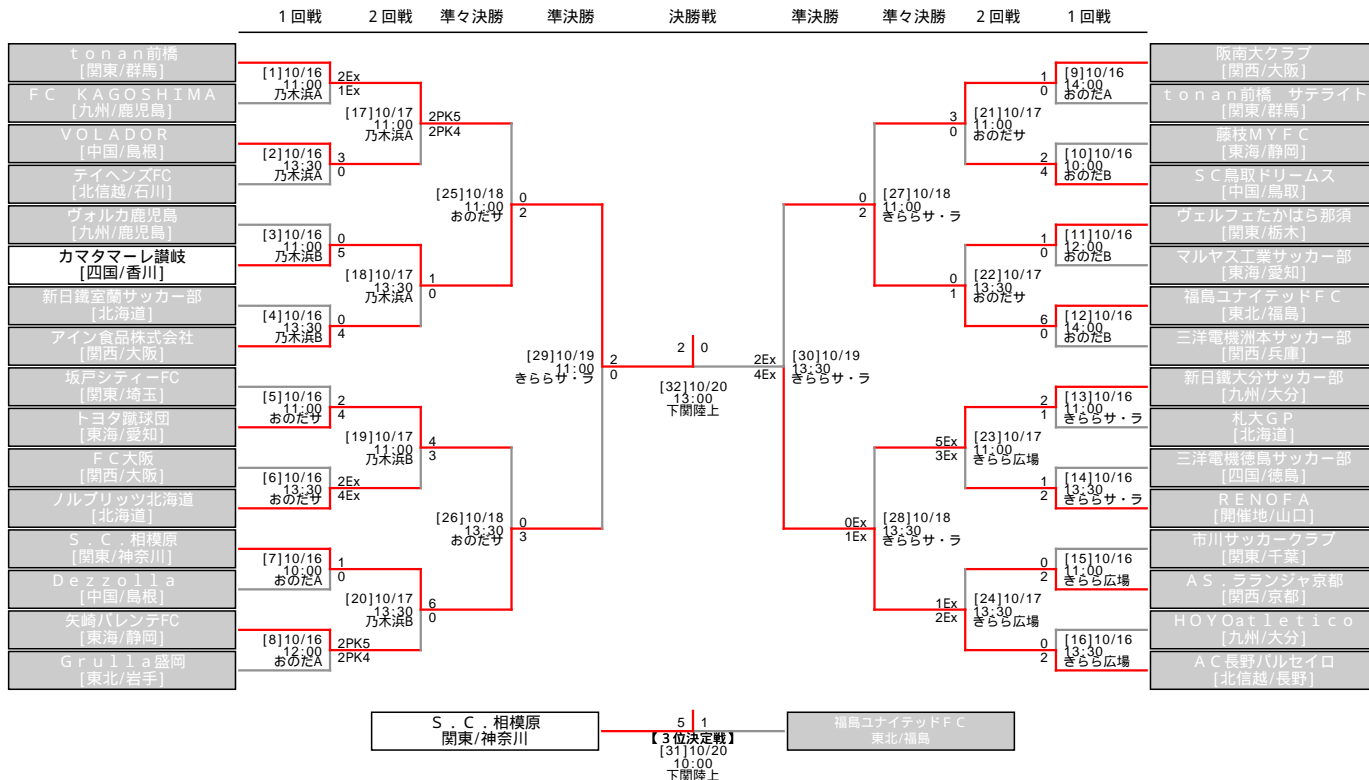 1回戦 2回戦 準々決勝 準決勝 決勝戦 準決勝 準々決勝 2回戦 1回戦
tonan前橋
[関東/群馬]
FC KAGOSHIMA
[九州/鹿児島]
VOLADOR
[中国/島根]
テイヘンズFC
[北信越/石川]
ヴォルカ鹿児島
[九州/鹿児島]
カマタマーレ讃岐
[四国/香川]
新日鐵室蘭サッカー部
[北海道]
アイン食品株式会社
[関西/大阪]
坂戸シティーFC
[関東/埼玉]
トヨタ蹴球団
[東海/愛知]
FC大阪
[関西/大阪]
ノルブリッツ北海道
[北海道]
S.C.相模原
[関東/神奈川]
Dezzolla
[中国/島根]
矢崎バレンテFC
[東海/静岡]
Grulla盛岡
[東北/岩手]
[1]10/16
11:00
乃木浜A
2Ex
1Ex
[2]10/16
13:30
乃木浜A
3
0
[3]10/16
11:00
乃木浜B
0
5
[4]10/16
13:30
乃木浜B
0
4
[5]10/16
11:00
おのだサ
2
4
[6]10/16
13:30
おのだサ
2Ex
4Ex
[7]10/16
10:00
おのだA
1
0
[8]10/16
12:00
おのだA
2PK5
2PK4
[17]10/17
11:00
乃木浜A
2PK5
2PK4
[18]10/17
13:30
乃木浜A
1
0
[19]10/17
11:00
乃木浜B
4
3
[20]10/17
13:30
乃木浜B
6
0
[25]10/18
11:00
おのだサ
0
2
[26]10/18
13:30
おのだサ
0
3
[29]10/19
11:00
きららサ・ラ
2
0
2 0
[32]10/20
13:00
下関陸上
2Ex
4Ex
[30]10/19
13:30
きららサ・ラ
0
2
[27]10/18
11:00
きららサ・ラ
0Ex
1Ex
[28]10/18
13:30
きららサ・ラ
3
0
[21]10/17
11:00
おのだサ
0
1
[22]10/17
13:30
おのだサ
5Ex
3Ex
[23]10/17
11:00
きらら広場
1Ex
2Ex
[24]10/17
13:30
きらら広場
1
0
[9]10/16
14:00
おのだA
2
4
[10]10/16
10:00
おのだB
1
0
[11]10/16
12:00
おのだB
6
0
[12]10/16
14:00
おのだB
2
1
[13]10/16
11:00
きららサ・ラ
1
2
[14]10/16
13:30
きららサ・ラ
0
2
[15]10/16
11:00
きらら広場
0
2
[16]10/16
13:30
きらら広場
阪南大クラブ
[関西/大阪]
tonan前橋 サテライト
[関東/群馬]
藤枝MYFC
[東海/静岡]
SC鳥取ドリームス
[中国/鳥取]
ヴェルフェたかはら那須
[関東/栃木]
マルヤス工業サッカー部
[東海/愛知]
福島ユナイテッドFC
[東北/福島]
三洋電機洲本サッカー部
[関西/兵庫]
新日鐵大分サッカー部
[九州/大分]
札大GP
[北海道]
三洋電機徳島サッカー部
[四国/徳島]
RENOFA
[開催地/山口]
市川サッカークラブ
[関東/千葉]
AS.ラランジャ京都
[関西/京都]
HOYOatletico
[九州/大分]
AC長野パルセイロ
[北信越/長野]
S.C.相模原
関東/神奈川
5 1
【3位決定戦】
[31]10/20
10:00
下関陸上
福島ユナイテッドFC
東北/福島